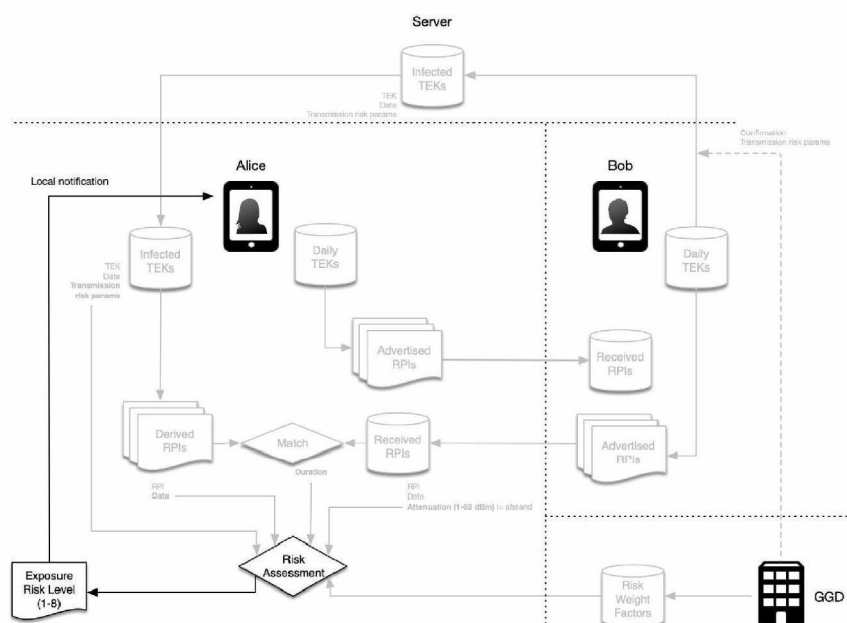 Server
Infected
TEKs
TEK
Date
Transmission risk params
Confirmation
Transmission risk params
Alice
Bob
Local notification
Infected
TEKs
Daily
TEKs
Daily
TEKs
TEK
Date
Transmission
risk params
Advertised
RPIs
Received
RPIs
Derived
RPIs
Match
Received
RPIs
Advertised
RPIs
Duration
RPI
Data
RPI
Date
Attenuation (1-63 dBm) != afstand
Risk
Assessment
Exposure
Risk Level
(1-8)
Risk
Weight
Factors
GGD